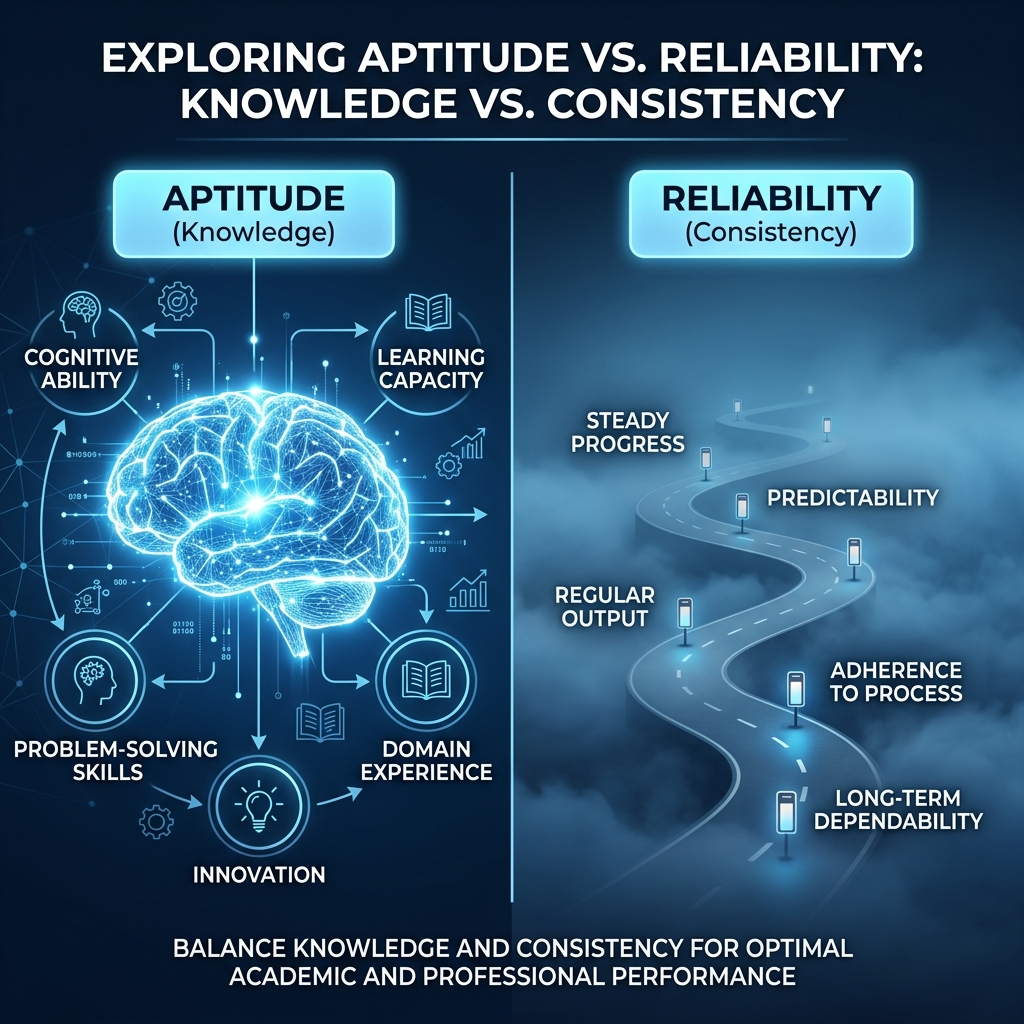 EXPLORING APTITUDE VS. RELIABILITY:
KNOWLEDGE VS. CONSISTENCY
APTITUDE
(Knowledge)
COGNITIVE
ABILITY
LEARNING
CAPACITY
PROBLEM-SOLVING
SKILLS
DOMAIN
EXPERIENCE
INNOVATION
RELIABILITY
(Consistency)
STEADY
PROGRESS
PREDICTABILITY
REGULAR
OUTPUT
ADHERENCE
TO PROCESS
LONG-TERM
DEPENDABILITY
BALANCE KNOWLEDGE AND CONSISTENCY FOR OPTIMAL
ACADEMIC AND PROFESSIONAL PERFORMANCE